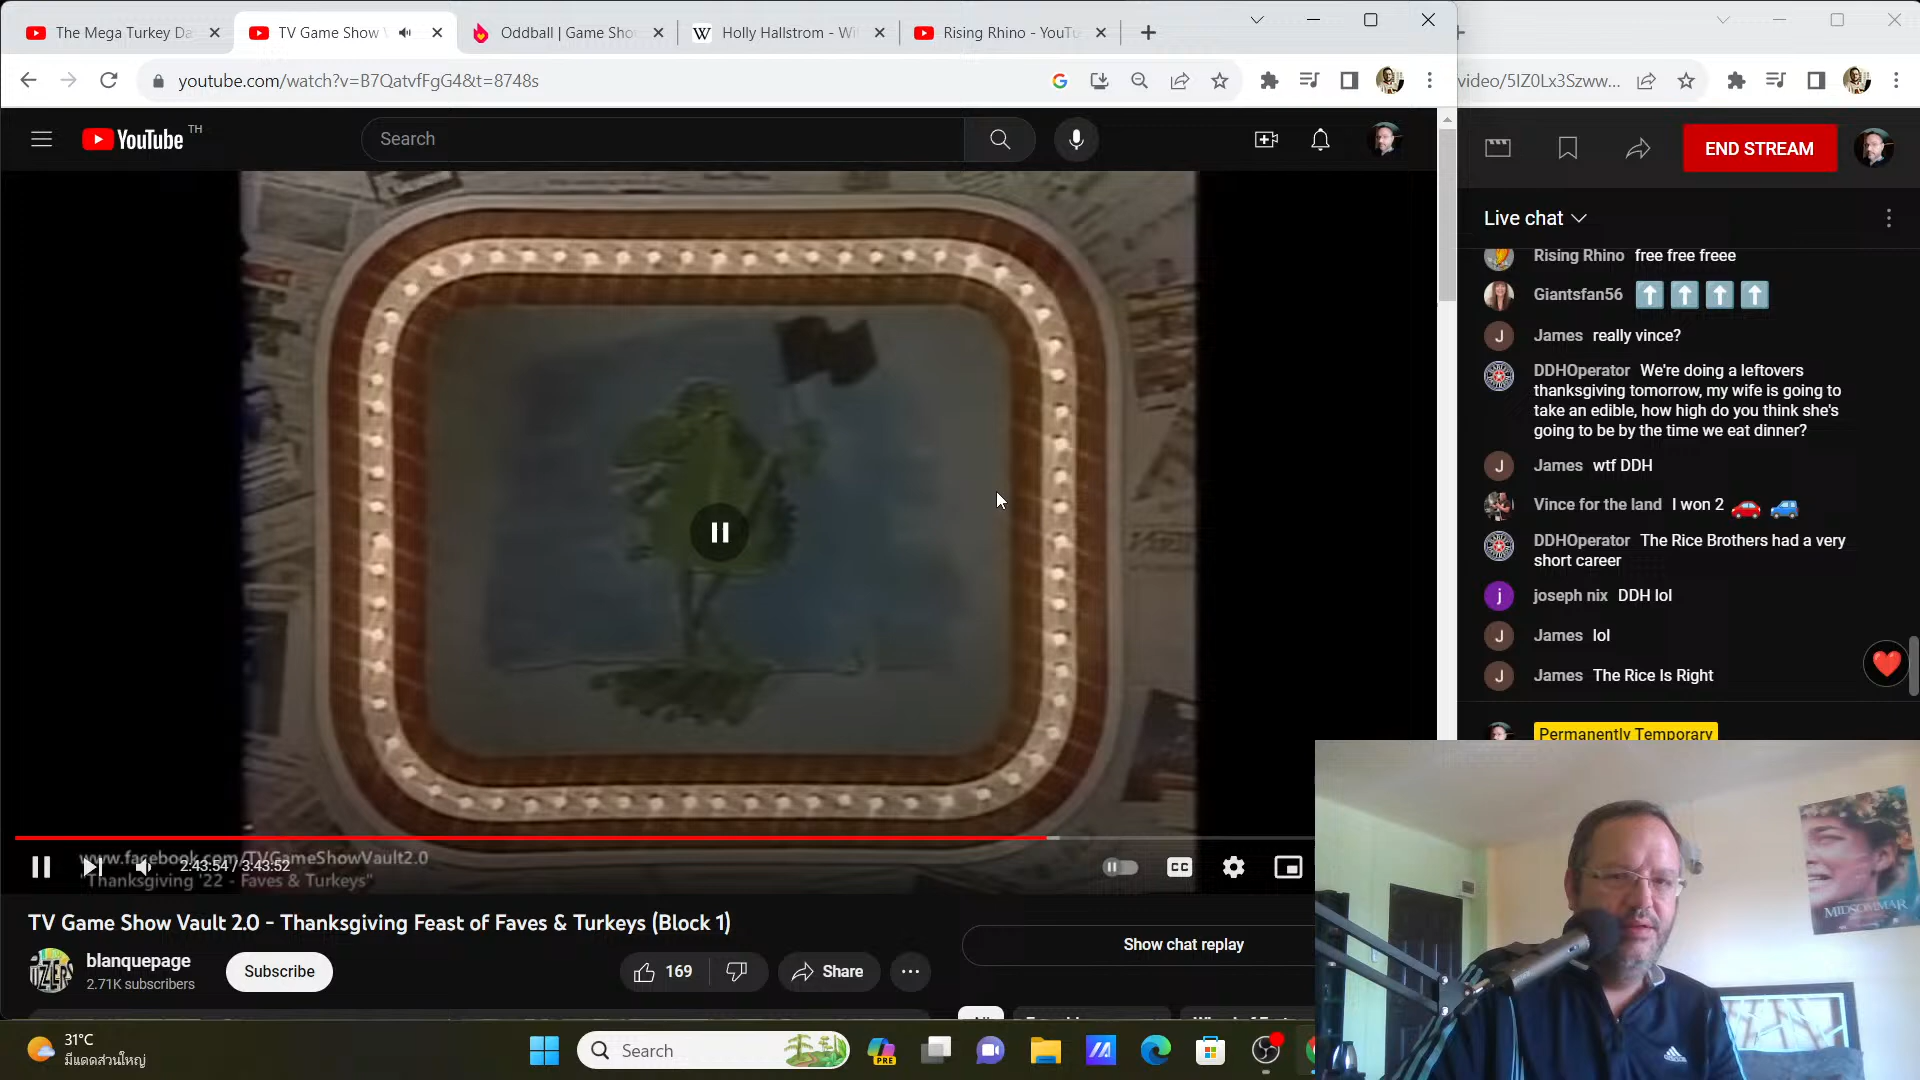 The Mega Turkey Da
TV Game Show
Oddball | Game Sho
W Holly Hallstrom - Wi
Rising Rhino - YouTu
youtube.com/watch?v=B7QatvfFgG4&t=8748s
video/5IZ0Lx3Szww...
YouTube TH
Search
END STREAM
Live chat
Rising Rhino free free freee
Giantsfan56
J James really vince?
DDHOperator We're doing a leftovers
thanksgiving tomorrow, my wife is going to
take an edible, how high do you think she's
going to be by the time we eat dinner?
J James wtf DDH
Vince for the land I won 2
DDHOperator The Rice Brothers had a very
short career
j joseph nix DDH lol
J James lol
J James The Rice Is Right
Permanently Temporary
www.facebook.com/TVGameShowVault2.0
2:43:54 / 3:43:52
"Thanksgiving '22 - Faves & Turkeys"
CC
TV Game Show Vault 2.0 - Thanksgiving Feast of Faves & Turkeys (Block 1)
blanquepage
2.71K subscribers
Subscribe
169
Share
Show chat replay
MIDSOMMAR
31°C
มีแดดส่วนใหญ่
Search
PRE